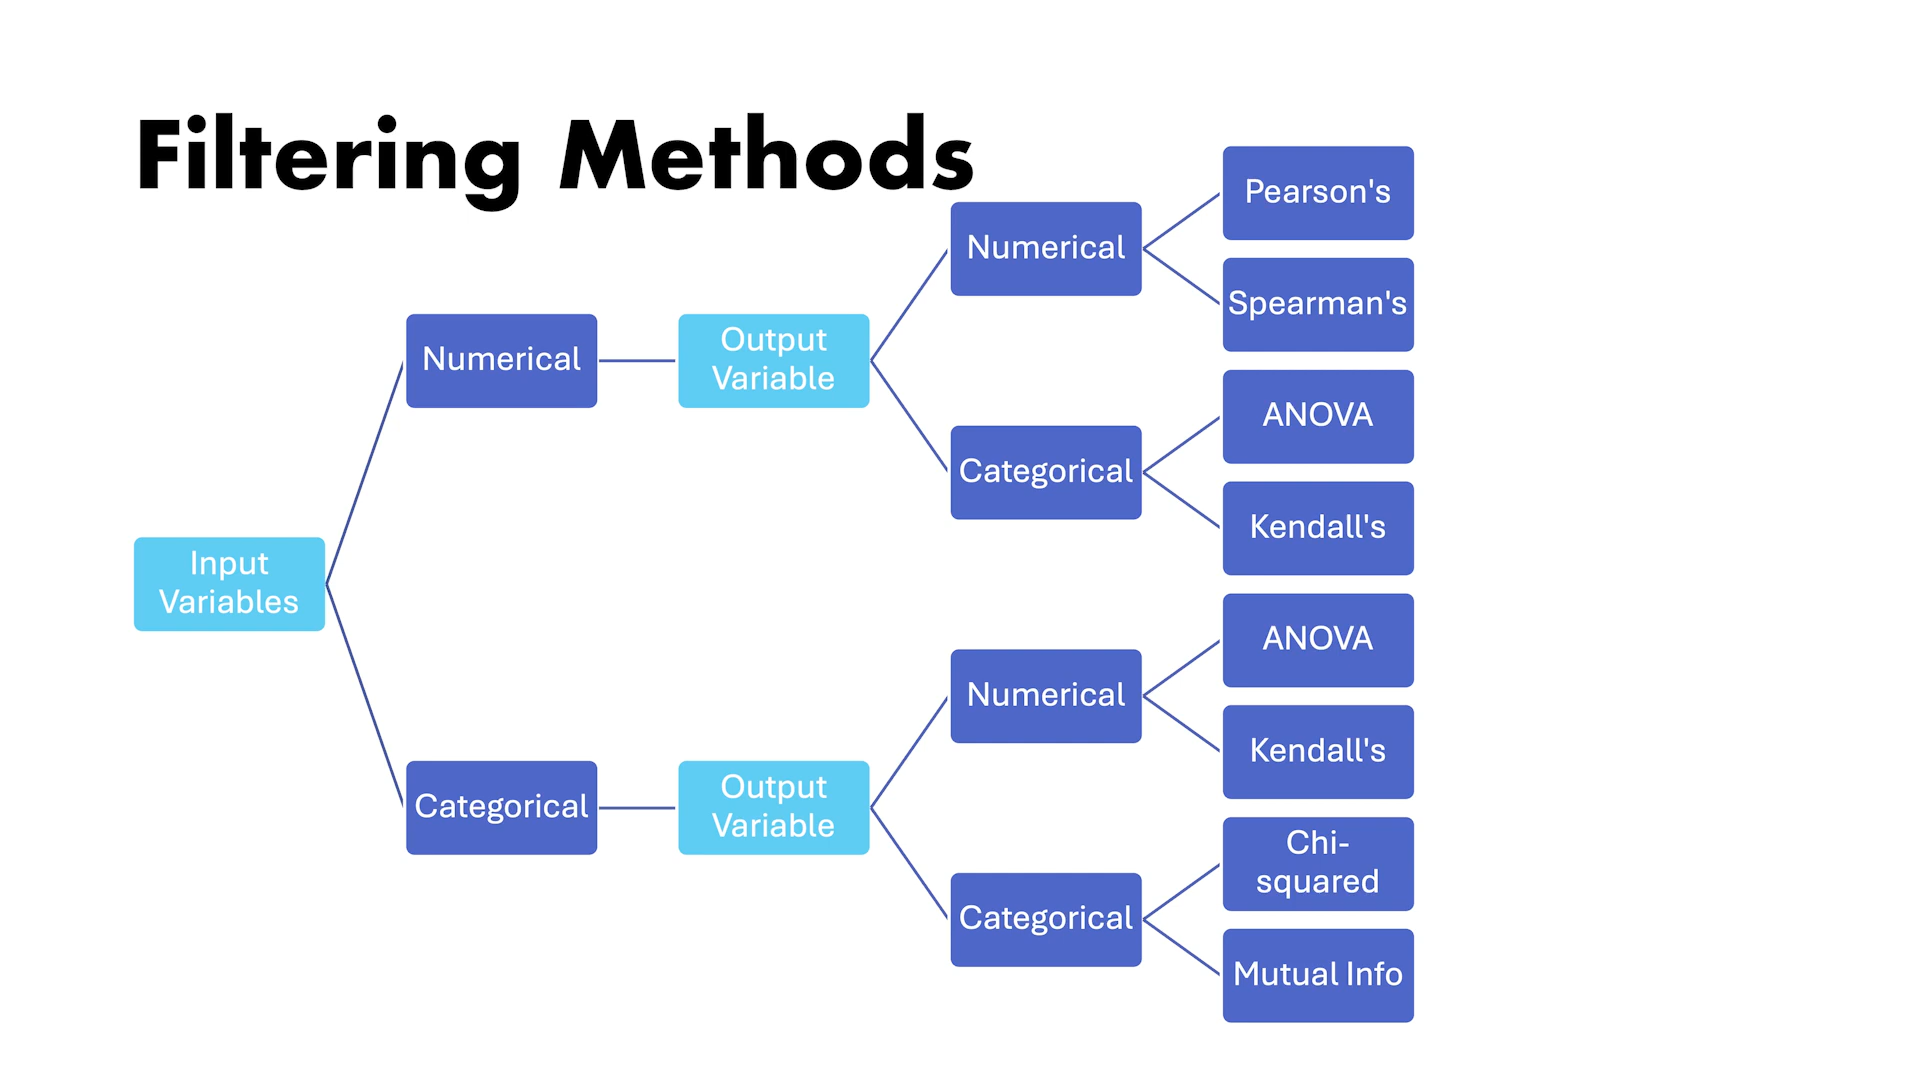 Filtering Methods
Input
Variables
Numerical
Output
Variable
Numerical
Pearson's
Spearman's
Categorical
ANOVA
Kendall's
Categorical
Output
Variable
Numerical
ANOVA
Kendall's
Categorical
Chi-
squared
Mutual Info